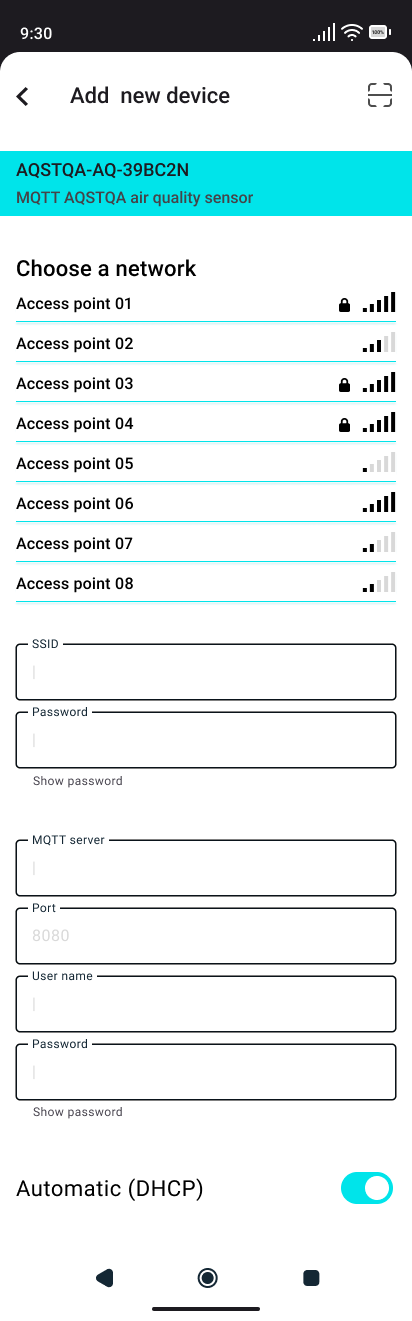 9:30
100%
Add new device
AQSTQA-AQ-39BC2N
MQTT AQSTQA air quality sensor
Choose a network
Access point 01
Access point 02
Access point 03
Access point 04
Access point 05
Access point 06
Access point 07
Access point 08
SSID
Password
Show password
MQTT server
Port
8080
User name
Password
Show password
Automatic (DHCP)